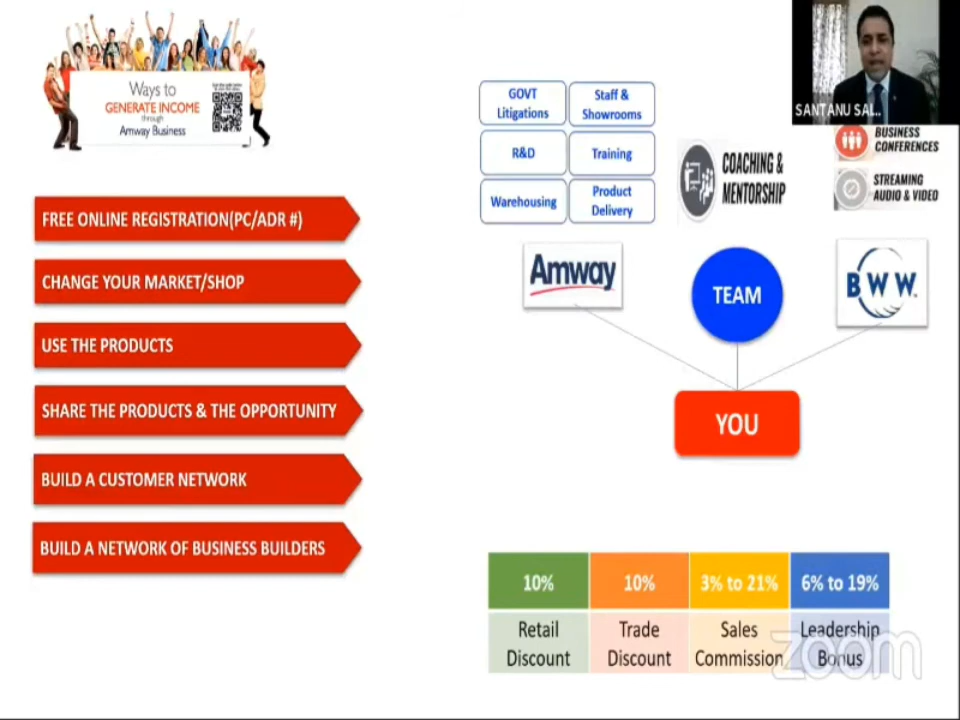 Ways to
GENERATE INCOME
through
Amway Business
FREE ONLINE REGISTRATION(PC/ADR #)
CHANGE YOUR MARKET/SHOP
USE THE PRODUCTS
SHARE THE PRODUCTS & THE OPPORTUNITY
BUILD A CUSTOMER NETWORK
BUILD A NETWORK OF BUSINESS BUILDERS
GOVT
Litigations
Staff &
Showrooms
R&D
Training
Warehousing
Product
Delivery
COACHING &
MENTORSHIP
SANTANU SAL..
BUSINESS
CONFERENCES
STREAMING
AUDIO & VIDEO
Amway
TEAM
BWW
YOU
10%
10%
3% to 21%
6% to 19%
Retail
Discount
Trade
Discount
Sales
Commission
Leadership
Bonus
zoom